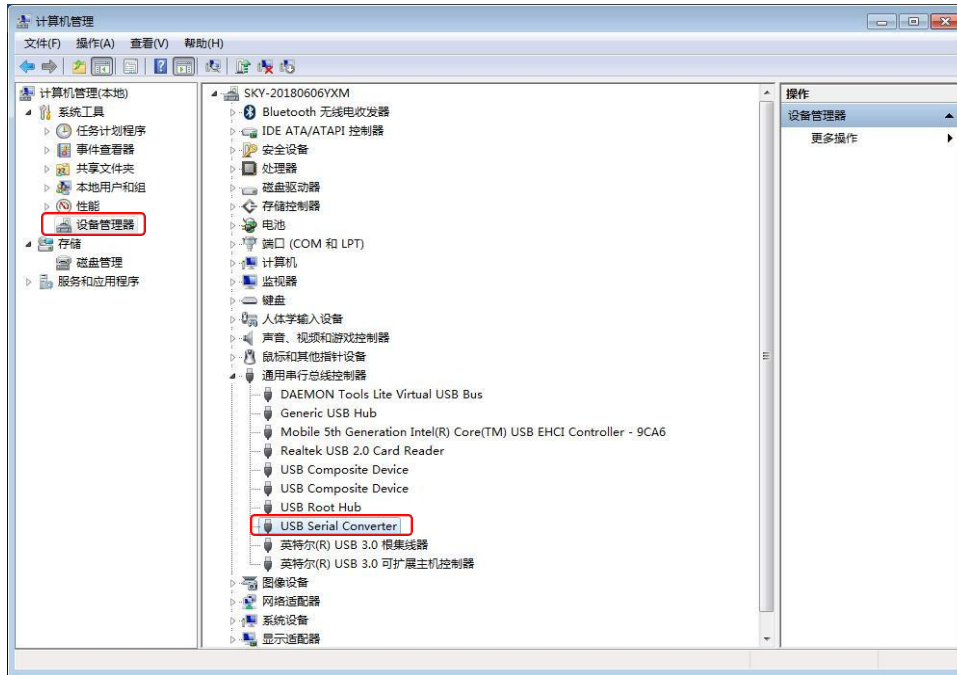 计算机管理
文件(F) 操作(A) 查看(V) 帮助(H)
计算机管理(本地)
系统工具
任务计划程序
事件查看器
共享文件夹
本地用户和组
性能
设备管理器
存储
磁盘管理
服务和应用程序
SKY-20180606YXM
Bluetooth 无线电收发器
IDE ATA/ATAPI 控制器
安全设备
处理器
磁盘驱动器
存储控制器
电池
端口 (COM 和 LPT)
计算机
监视器
键盘
人体学输入设备
声音、视频和游戏控制器
鼠标和其他指针设备
通用串行总线控制器
DAEMON Tools Lite Virtual USB Bus
Generic USB Hub
Mobile 5th Generation Intel(R) Core(TM) USB EHCI Controller - 9CA6
Realtek USB 2.0 Card Reader
USB Composite Device
USB Composite Device
USB Root Hub
USB Serial Converter
英特尔(R) USB 3.0 根集线器
英特尔(R) USB 3.0 可扩展主机控制器
图像设备
网络适配器
系统设备
显示适配器
操作
设备管理器
更多操作